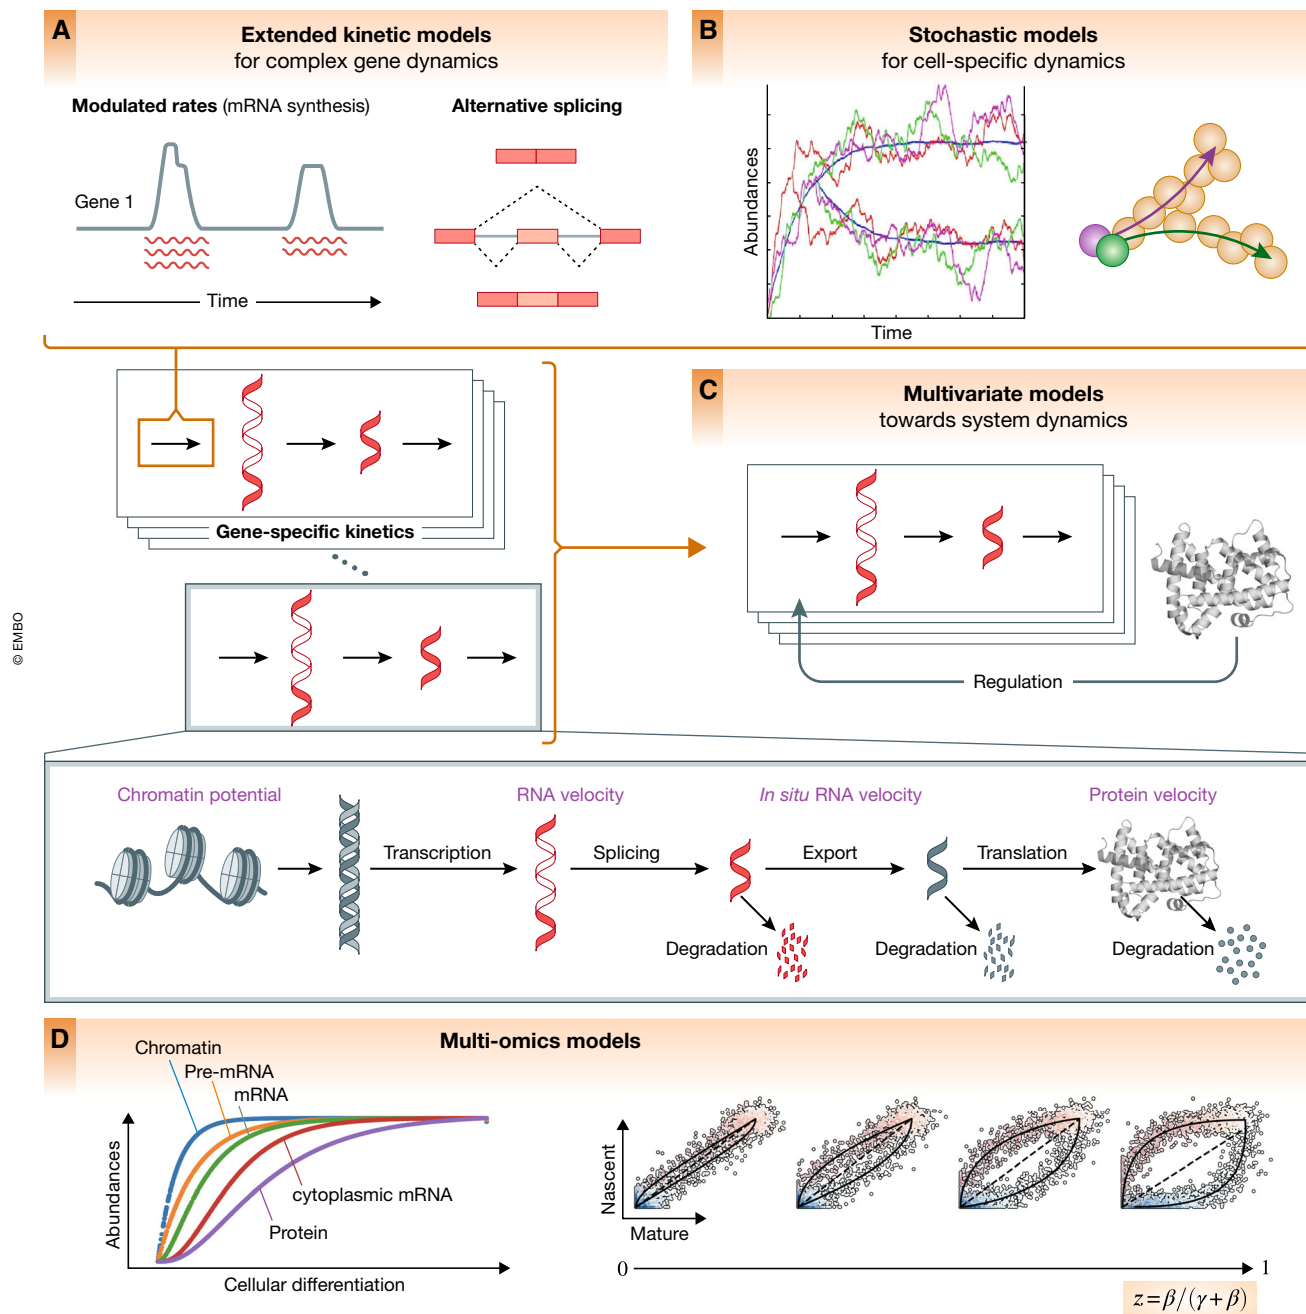 A
Extended kinetic models
for complex gene dynamics
Modulated rates (mRNA synthesis)
Alternative splicing
Gene 1
Time
B
Stochastic models
for cell-specific dynamics
Abundances
Time
Gene-specific kinetics
C
Multivariate models
towards system dynamics
Regulation
© EMBO
Chromatin potential
RNA velocity
In situ RNA velocity
Protein velocity
Transcription
Splicing
Export
Translation
Degradation
Degradation
Degradation
D
Multi-omics models
Chromatin
Pre-mRNA
mRNA
cytoplasmic mRNA
Protein
Abundances
Cellular differentiation
Nascent
Mature
0
1
z = β/(γ + β)